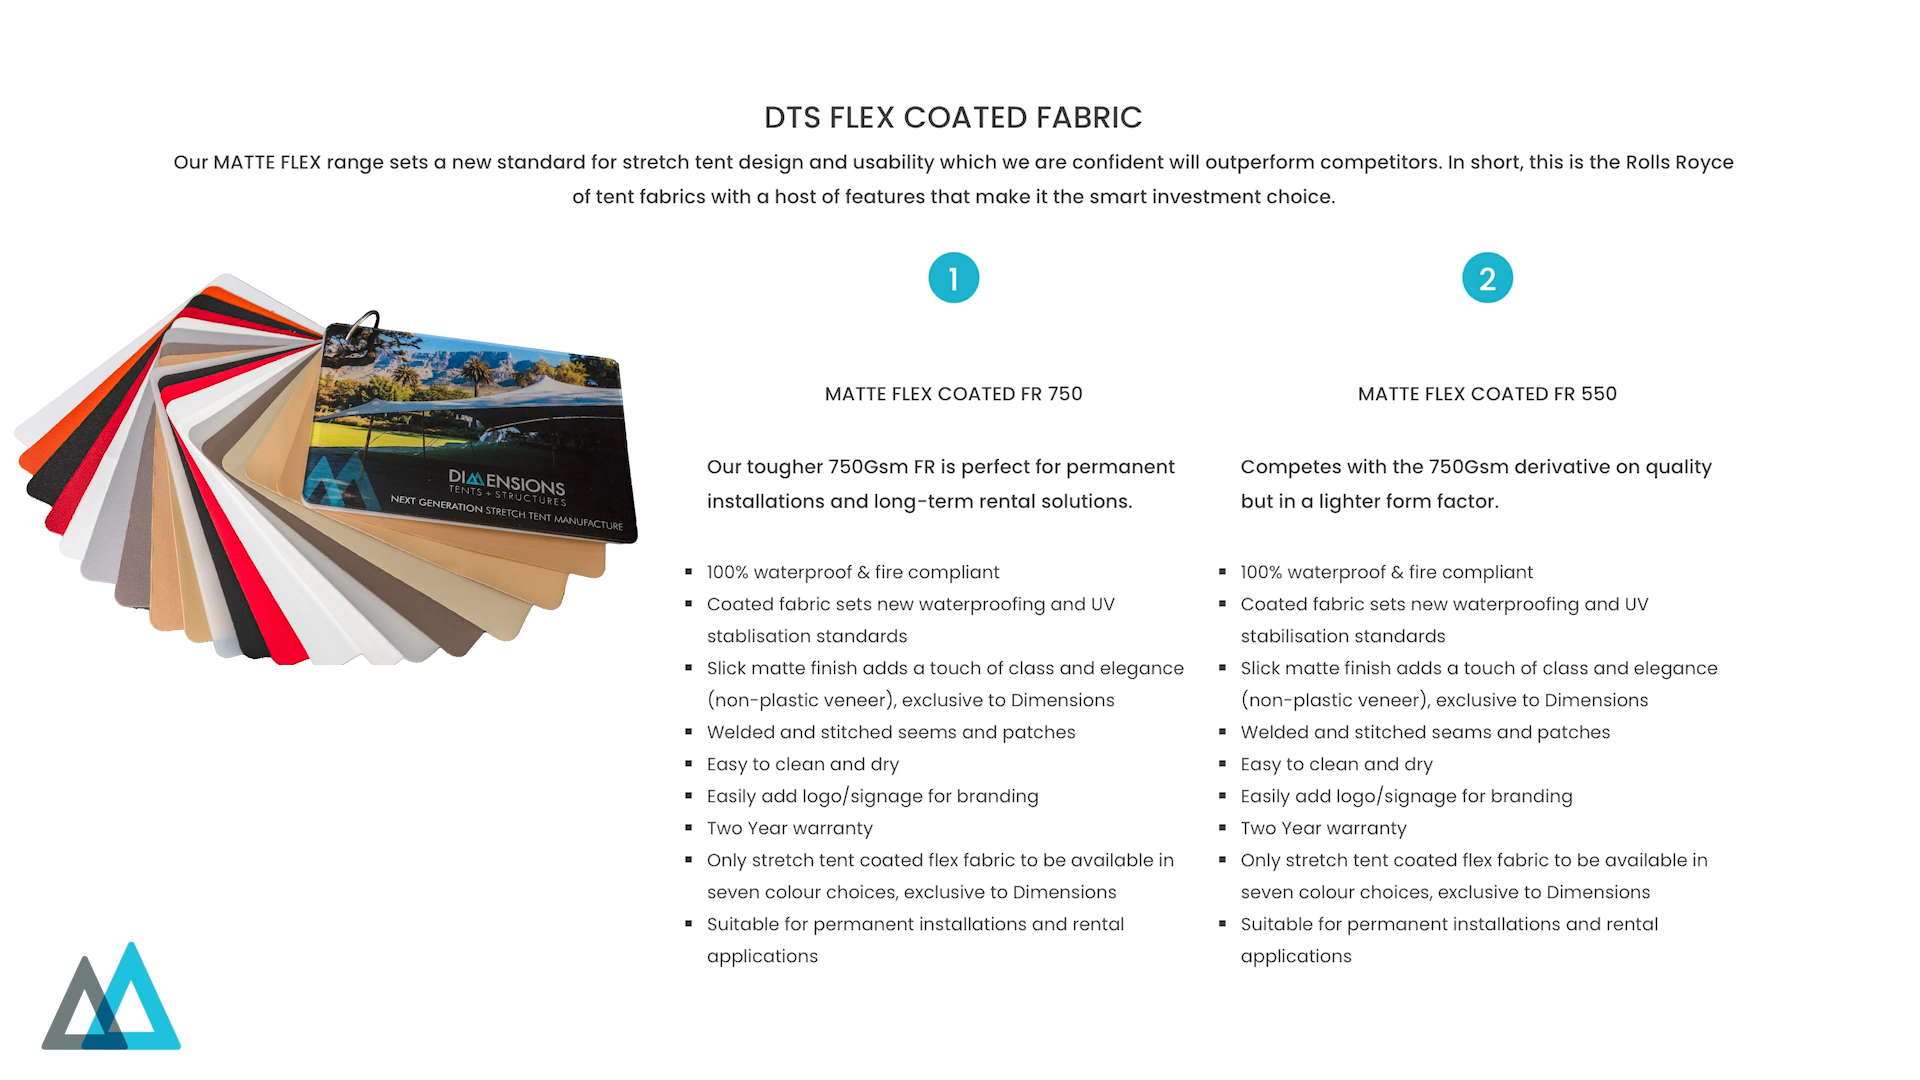 DTS FLEX COATED FABRIC
Our MATTE FLEX range sets a new standard for stretch tent design and usability which we are confident will outperform competitors. In short, this is the Rolls Royce
of tent fabrics with a host of features that make it the smart investment choice.
DIMENSIONS
TENTS + STRUCTURES
NEXT GENERATION STRETCH TENT MANUFACTURE
1
MATTE FLEX COATED FR 750
Our tougher 750Gsm FR is perfect for permanent
installations and long-term rental solutions.
▪ 100% waterproof & fire compliant
▪ Coated fabric sets new waterproofing and UV
stablisation standards
▪ Slick matte finish adds a touch of class and elegance
(non-plastic veneer), exclusive to Dimensions
▪ Welded and stitched seems and patches
▪ Easy to clean and dry
▪ Easily add logo/signage for branding
▪ Two Year warranty
▪ Only stretch tent coated flex fabric to be available in
seven colour choices, exclusive to Dimensions
▪ Suitable for permanent installations and rental
applications
2
MATTE FLEX COATED FR 550
Competes with the 750Gsm derivative on quality
but in a lighter form factor.
▪ 100% waterproof & fire compliant
▪ Coated fabric sets new waterproofing and UV
stabilisation standards
▪ Slick matte finish adds a touch of class and elegance
(non-plastic veneer), exclusive to Dimensions
▪ Welded and stitched seams and patches
▪ Easy to clean and dry
▪ Easily add logo/signage for branding
▪ Two Year warranty
▪ Only stretch tent coated flex fabric to be available in
seven colour choices, exclusive to Dimensions
▪ Suitable for permanent installations and rental
applications